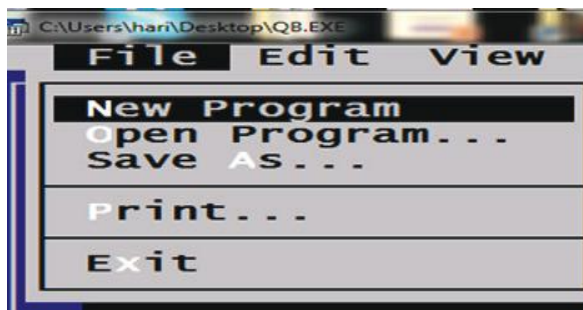 C:\Users\hari\Desktop\QB.EXE
File Edit View
New Program
Open Program...
Save As...
Print...
Exit